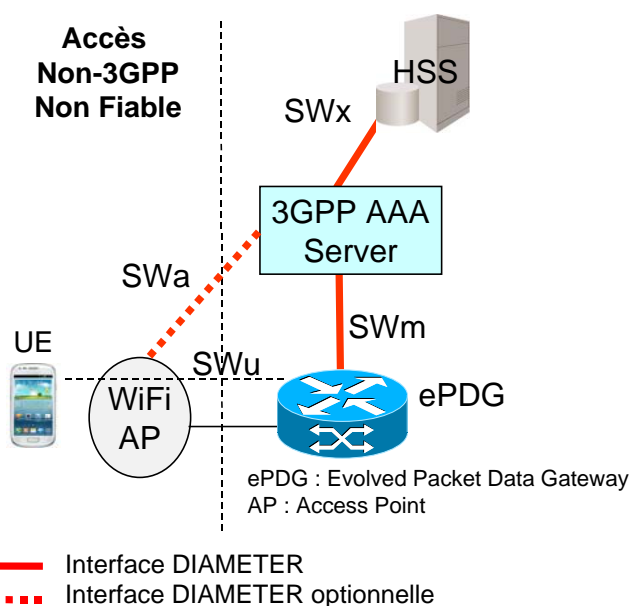 Accès
Non-3GPP
Non Fiable
HSS
SWx
3GPP AAA
Server
SWa
SWm
UE
SWu
WiFi
AP
ePDG
ePDG : Evolved Packet Data Gateway
AP : Access Point
Interface DIAMETER
Interface DIAMETER optionnelle